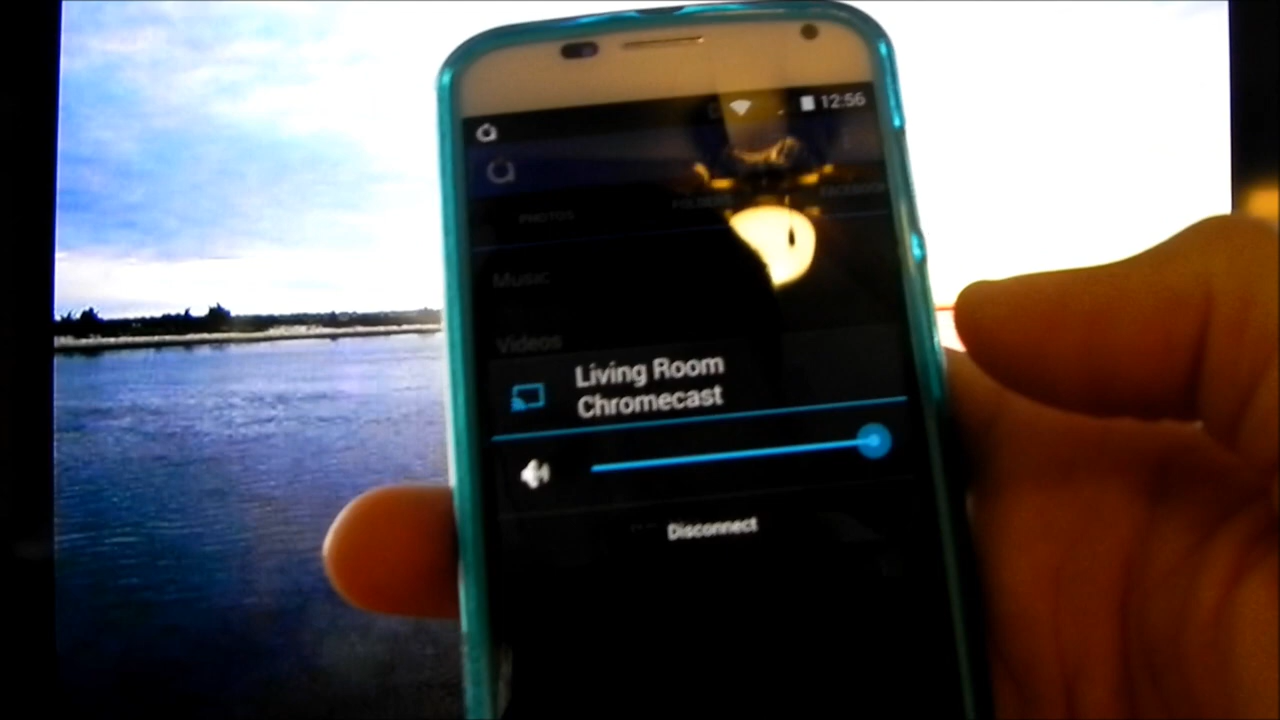 12:56
PHOTOS FOLDERS FACEBOOK
Music
Videos
Living Room
Chromecast
Disconnect